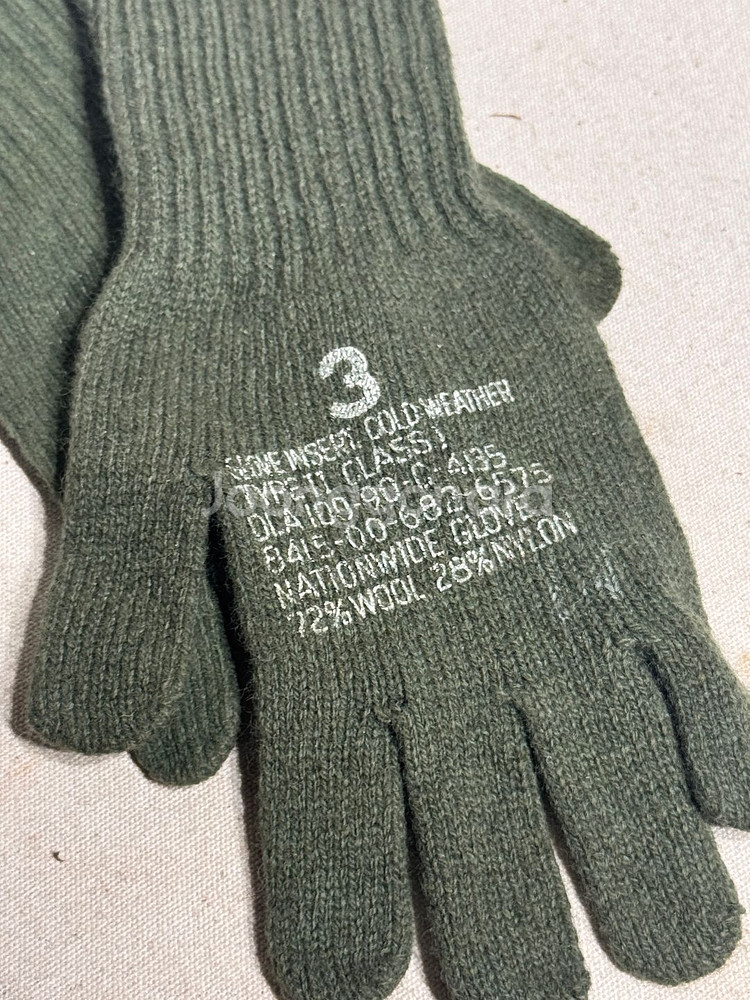 3
GLOVE INSERT, COLD WEATHER
TYPE II CLASS 1
DLA100-90-C-4135
8415-00-682-6575
NATIONWIDE GLOVE
72% WOOL 28% NYLON